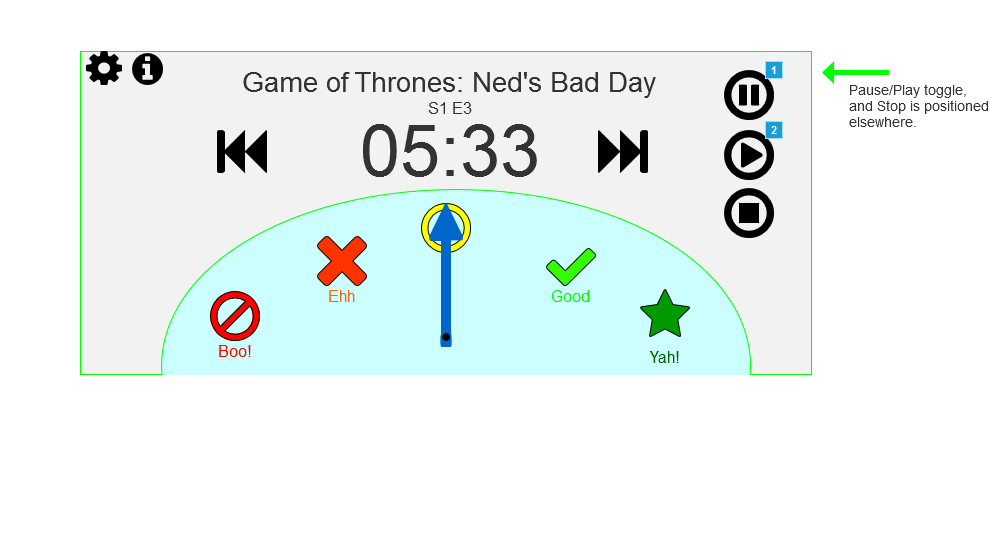 Game of Thrones: Ned's Bad Day
S1 E3
05:33
1
2
Pause/Play toggle,
and Stop is positioned
elsewhere.
Ehh
Good
Boo!
Yah!